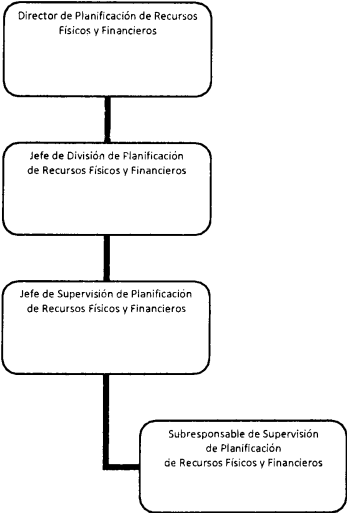 Director de Planificación de Recursos
Físicos y Financieros
Jefe de División de Planificación
de Recursos Físicos y Financieros
Jefe de Supervisión de Planificación
de Recursos Físicos y Financieros
Subresponsable de Supervisión
de Planificación
de Recursos Físicos y Financieros